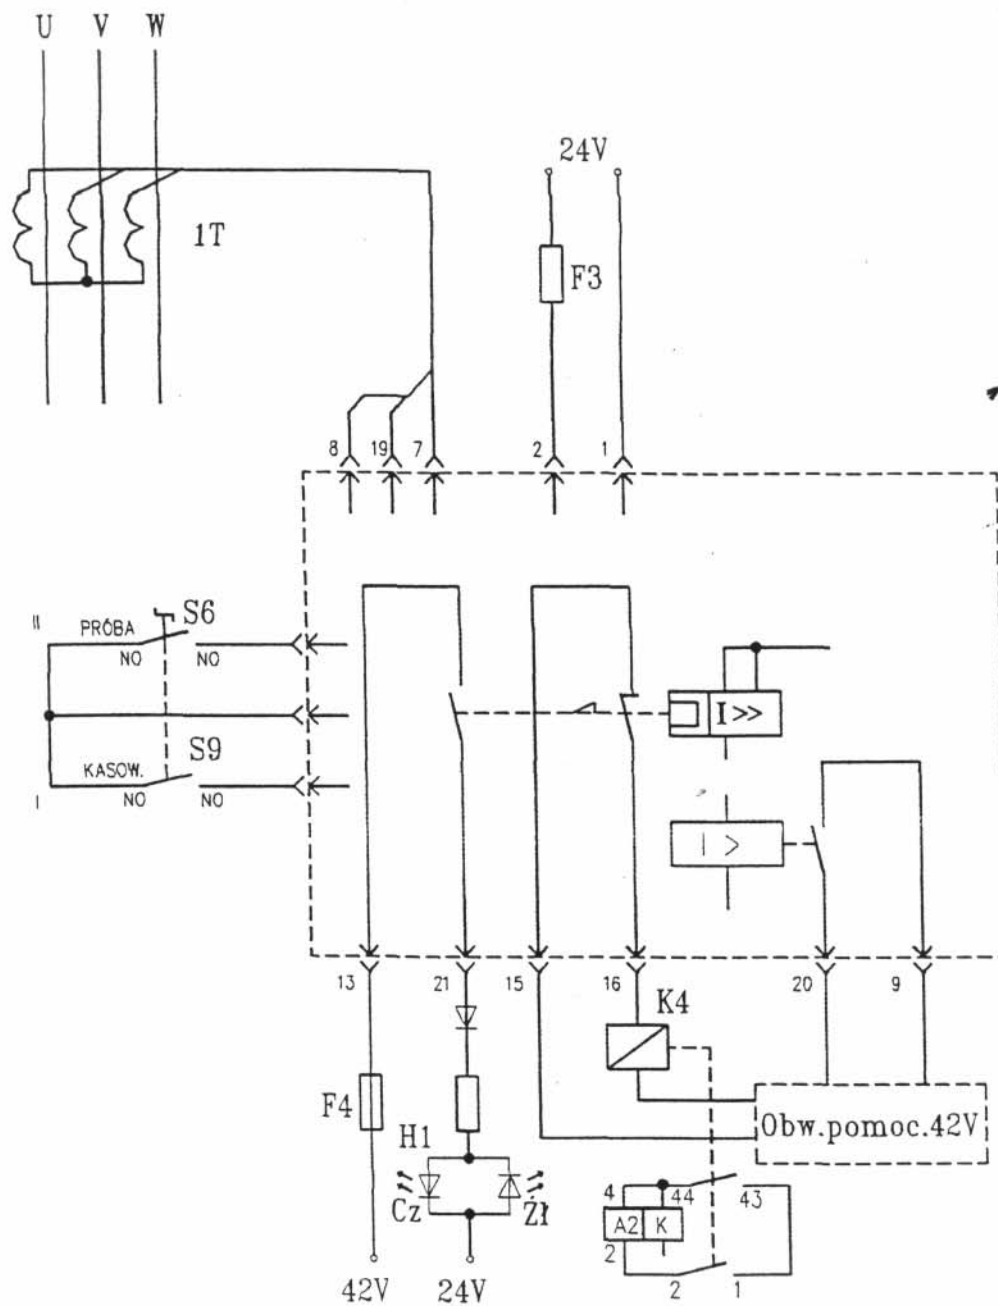 U V W
24V
1T
F3
8 19 7 2 1
II PRÓBA S6
NO NO
I>>
S9
KASOW.
I NO NO
I >
13 21 15 16 20 9
K4
F4
H1
Obw.pomoc.42V
Cz Żł
4 44 43
A2 K
2
2 1
42V 24V